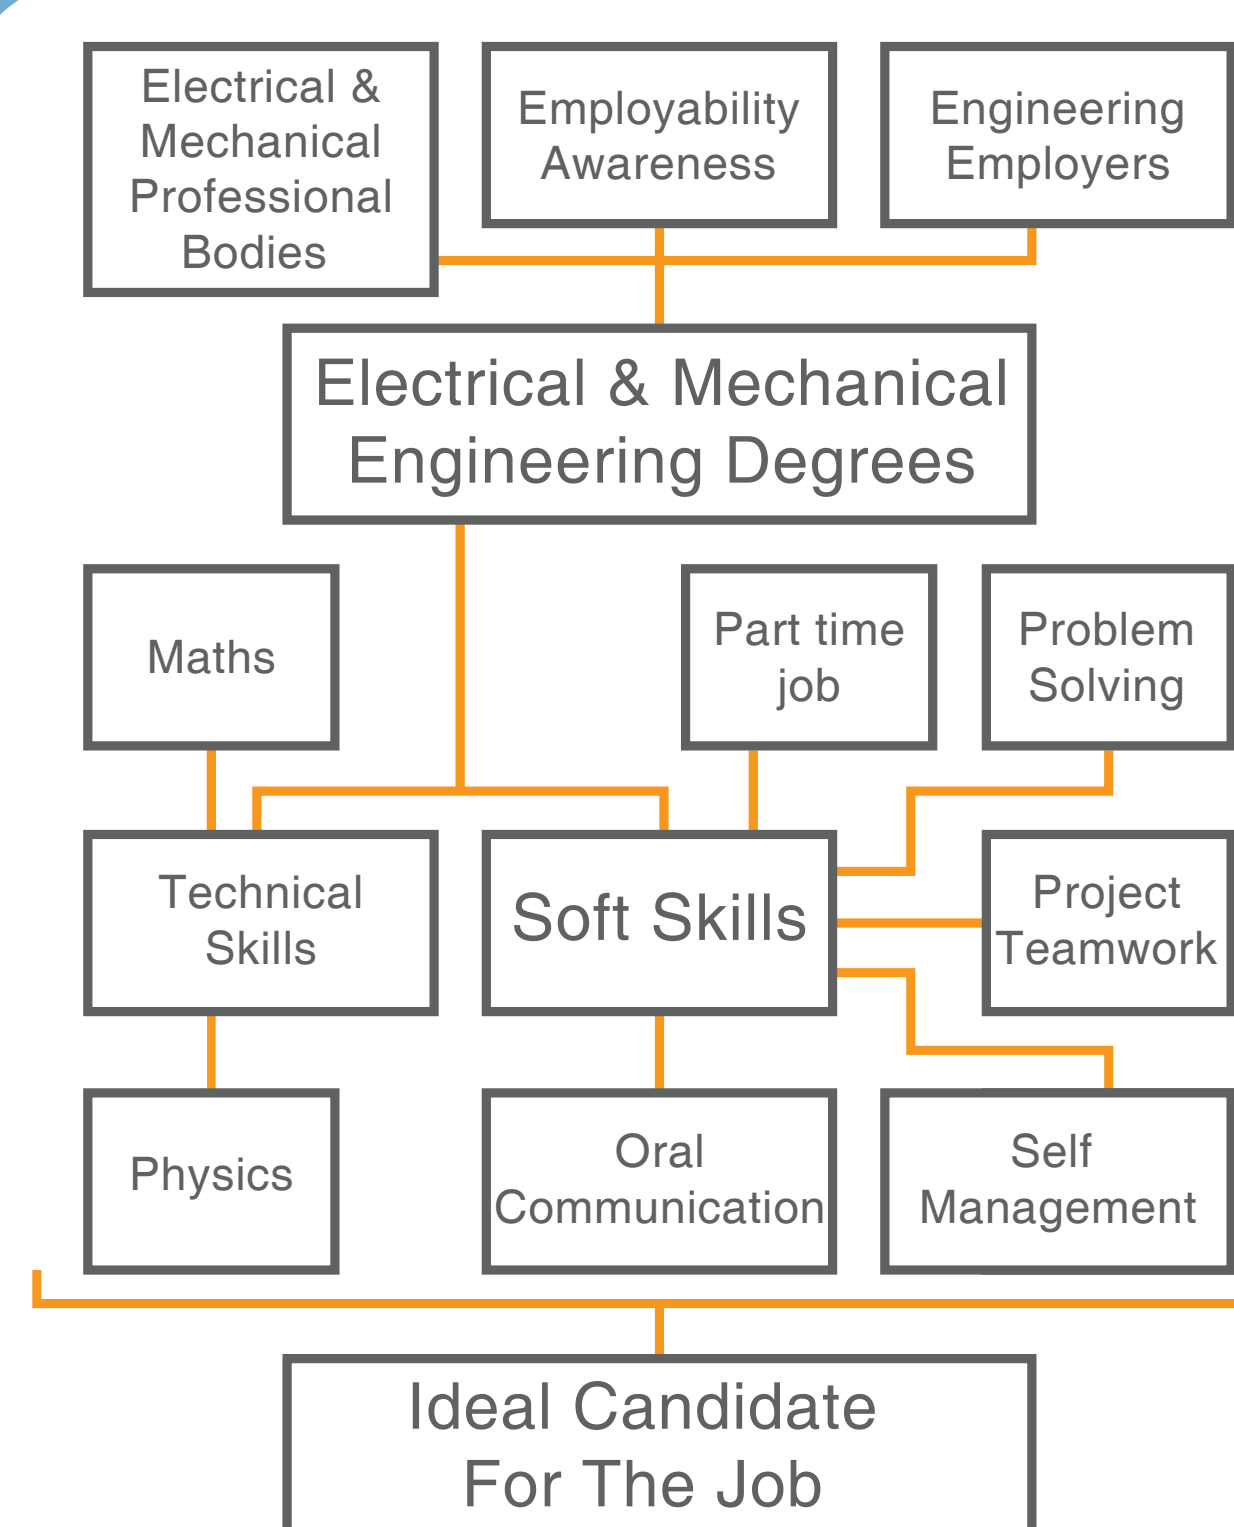 Electrical &
Mechanical
Professional
Bodies
Employability
Awareness
Engineering
Employers
Electrical & Mechanical
Engineering Degrees
Maths
Part time
job
Problem
Solving
Technical
Skills
Soft Skills
Project
Teamwork
Physics
Oral
Communication
Self
Management
Ideal Candidate
For The Job